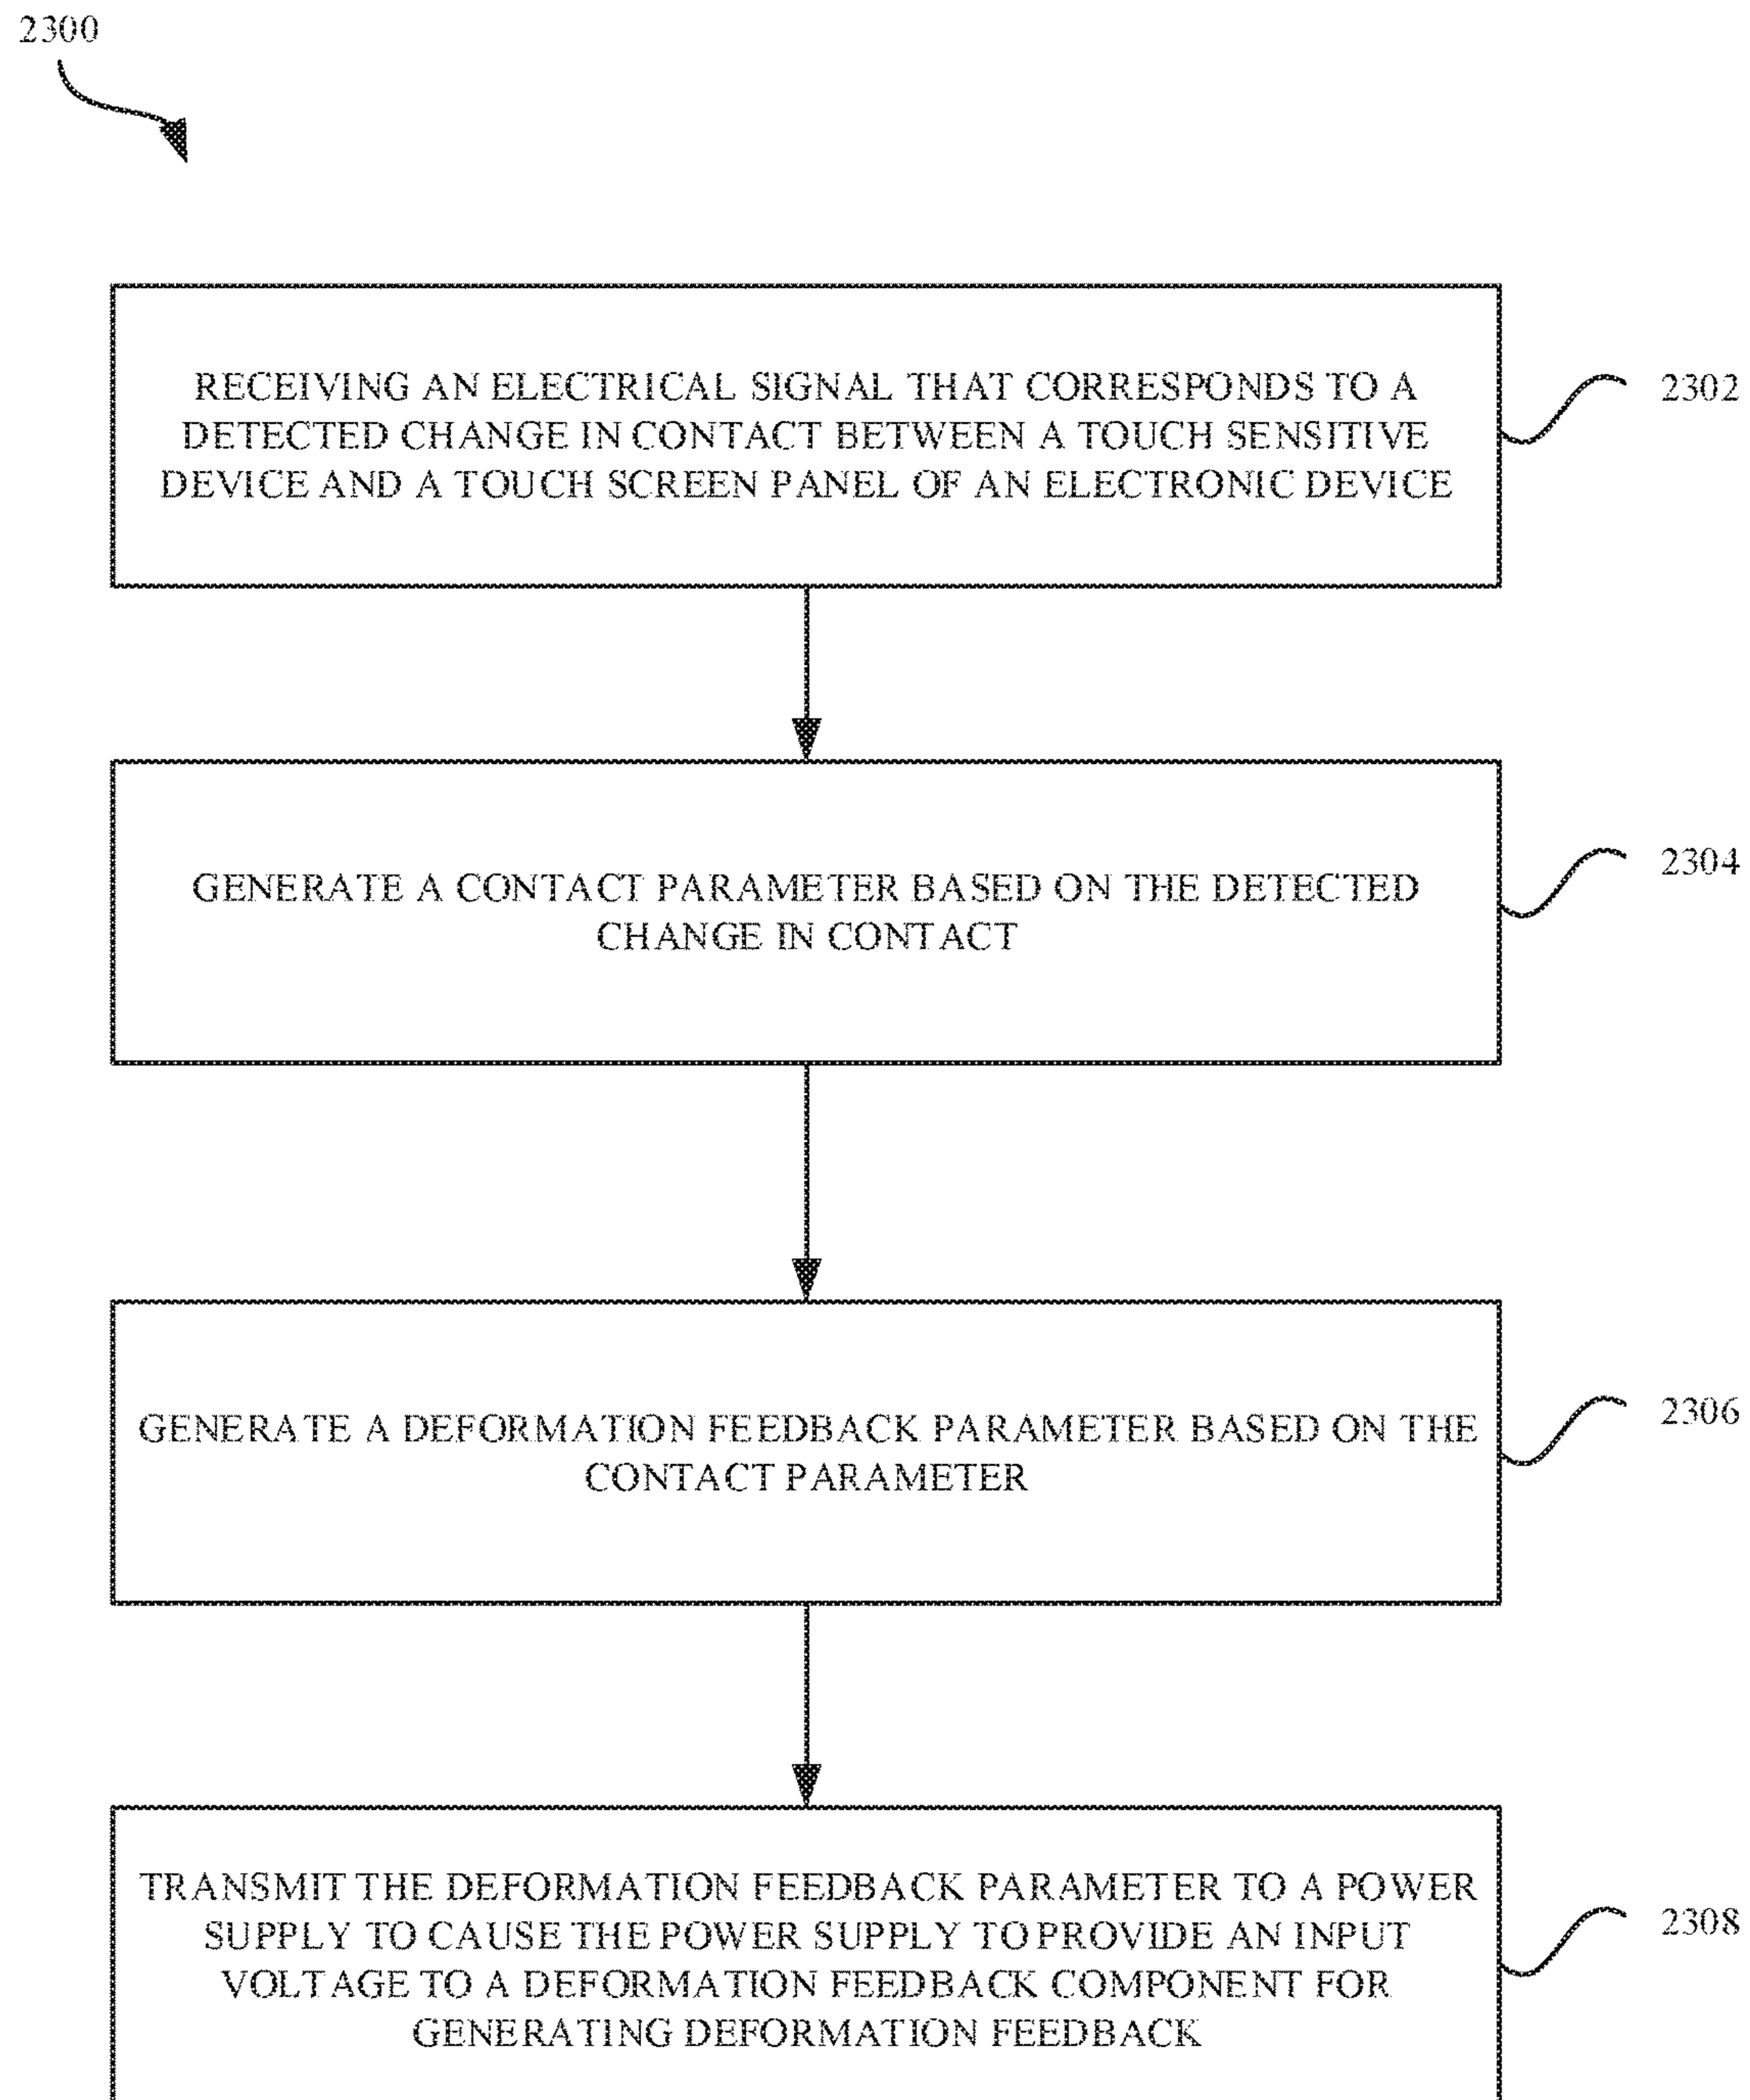 2300
RECEIVING AN ELECTRICAL SIGNAL THAT CORRESPONDS TO A
DETECTED CHANGE IN CONTACT BETWEEN A TOUCH SENSITIVE
DEVICE AND A TOUCH SCREEN PANEL OF AN ELECTRONIC DEVICE
2302
GENERATE A CONTACT PARAMETER BASED ON THE DETECTED
CHANGE IN CONTACT
2304
GENERATE A DEFORMATION FEEDBACK PARAMETER BASED ON THE
CONTACT PARAMETER
2306
TRANSMIT THE DEFORMATION FEEDBACK PARAMETER TO A POWER
SUPPLY TO CAUSE THE POWER SUPPLY TO PROVIDE AN INPUT
VOLTAGE TO A DEFORMATION FEEDBACK COMPONENT FOR
GENERATING DEFORMATION FEEDBACK
2308